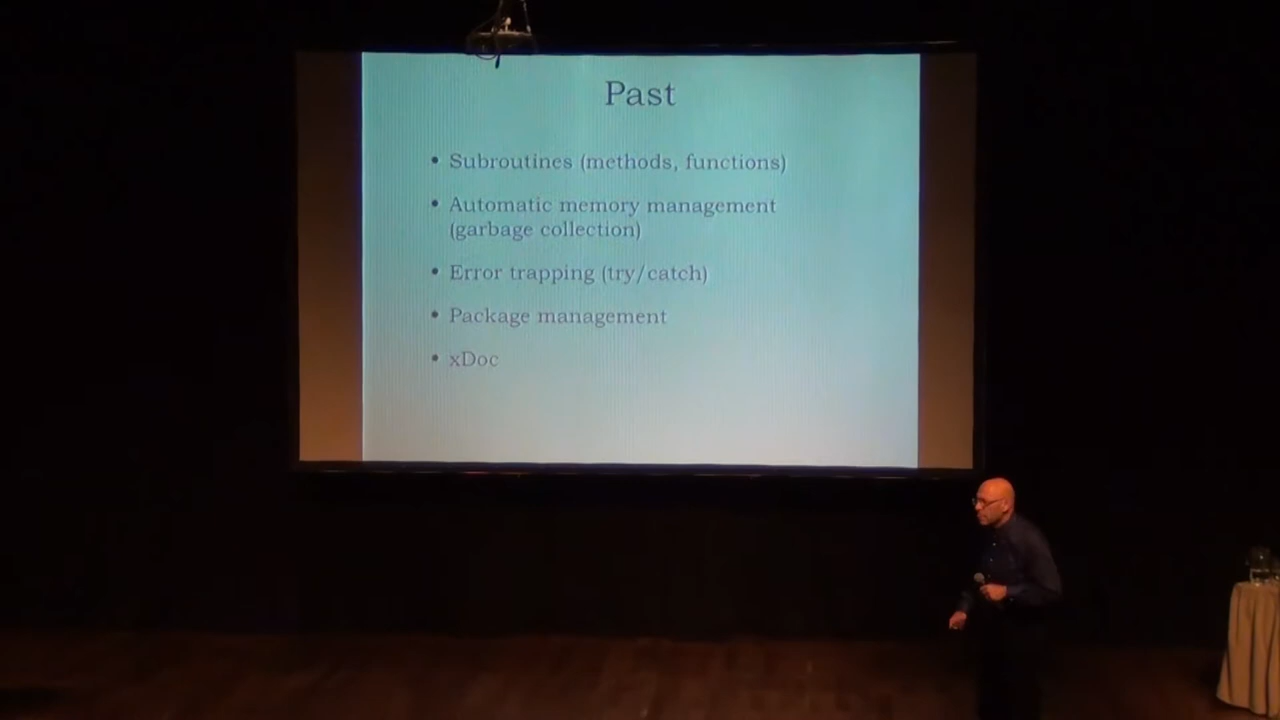 Past
• Subroutines (methods, functions)
• Automatic memory management
(garbage collection)
• Error trapping (try/catch)
• Package management
• xDoc